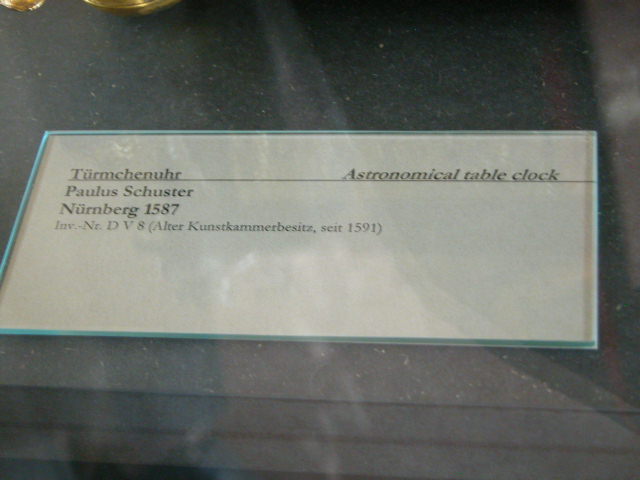 Türmchenuhr Astronomical table clock
Paulus Schuster
Nürnberg 1587
Inv.-Nr. D V 8 (Alter Kunstkammerbesitz, seit 1591)